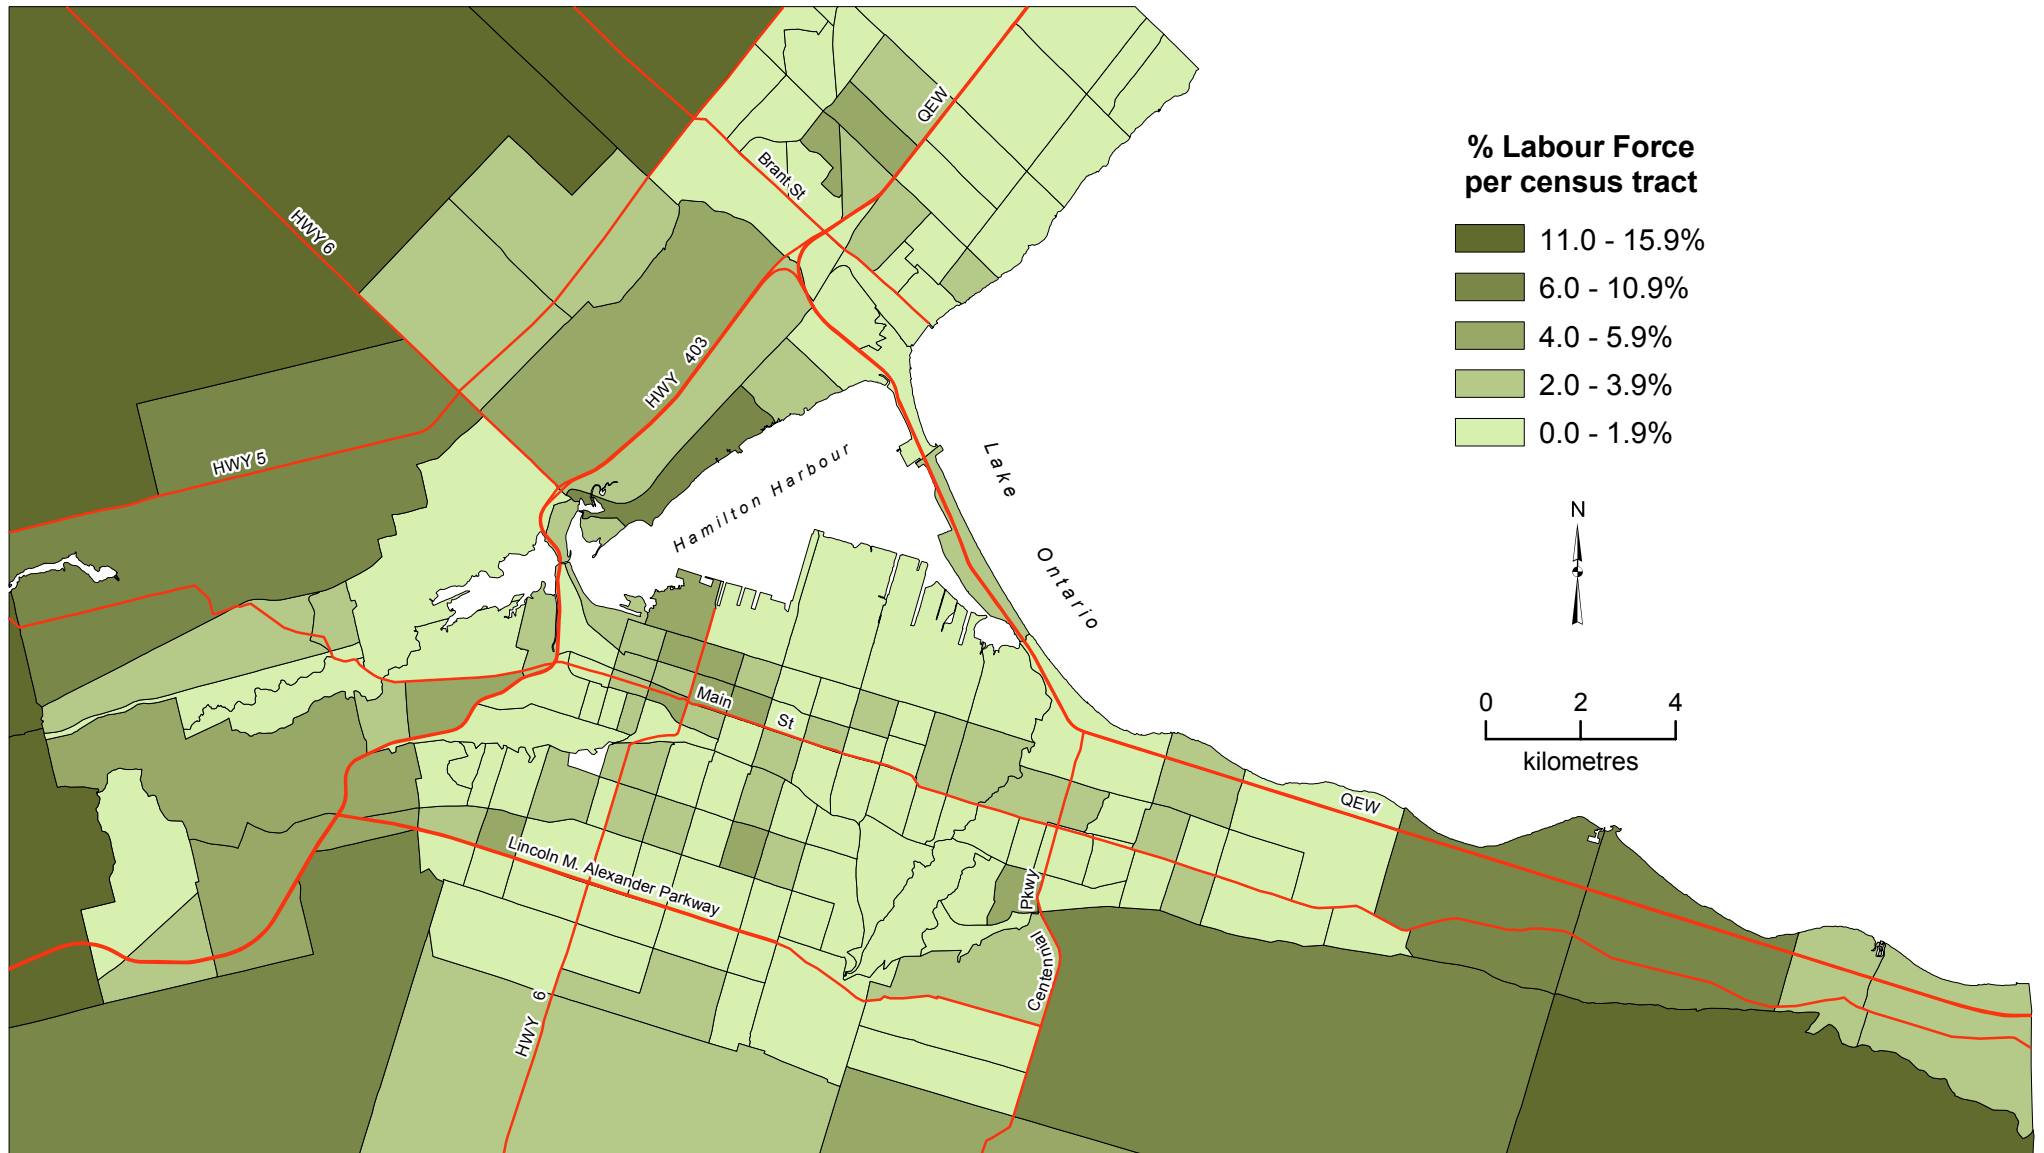 % Labour Force
per census tract
11.0 - 15.9%
6.0 - 10.9%
4.0 - 5.9%
2.0 - 3.9%
0.0 - 1.9%
N
0 2 4
kilometres
QEW
Brant St
HWY 6
HWY 403
HWY 5
Hamilton Harbour
Lake
Ontario
Main
St
QEW
Lincoln M. Alexander Parkway
Centennial
Pkwy
HWY 6